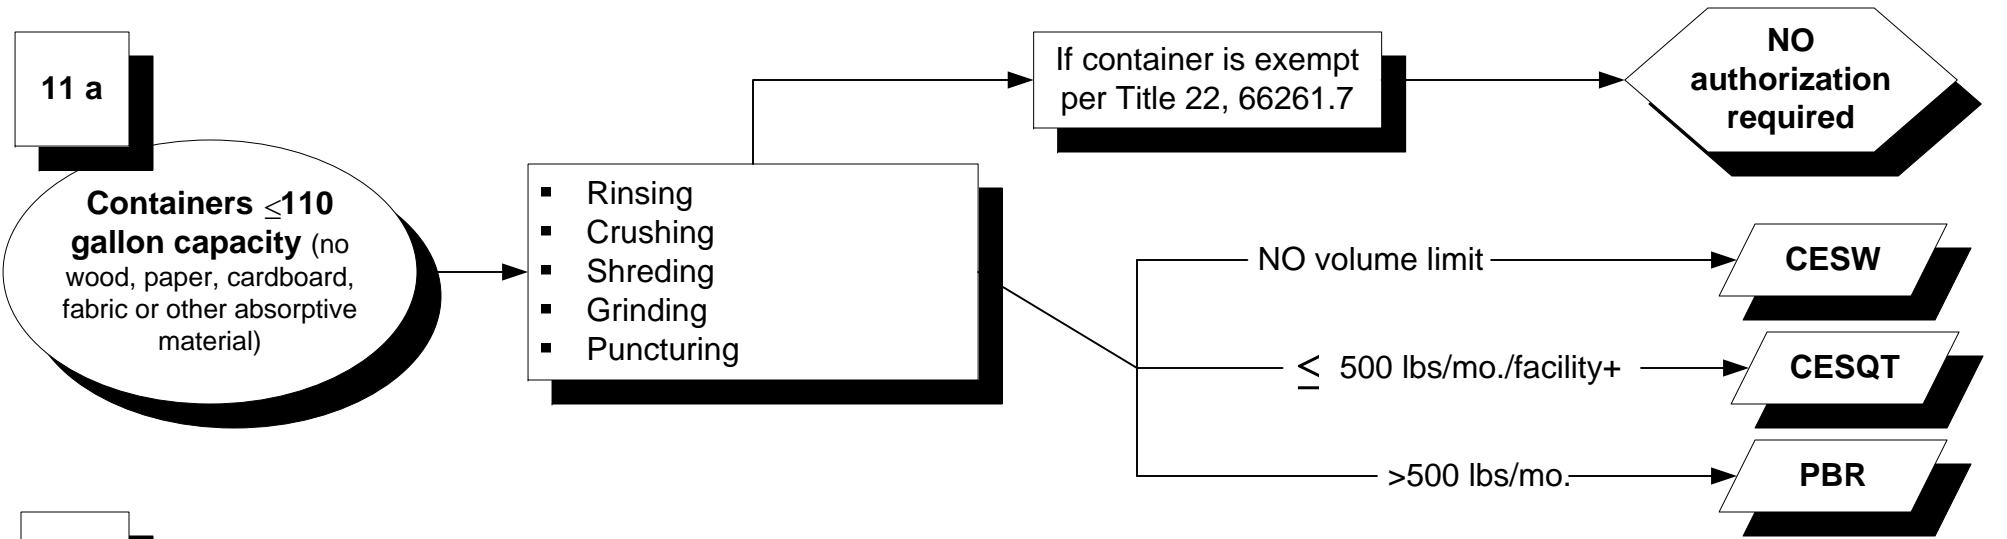 11 a
Containers ≤110
gallon capacity (no
wood, paper, cardboard,
fabric or other absorptive
material)
▪ Rinsing
▪ Crushing
▪ Shreding
▪ Grinding
▪ Puncturing
If container is exempt
per Title 22, 66261.7
NO
authorization
required
NO volume limit
CESW
≤ 500 lbs/mo./facility+
CESQT
>500 lbs/mo.
PBR